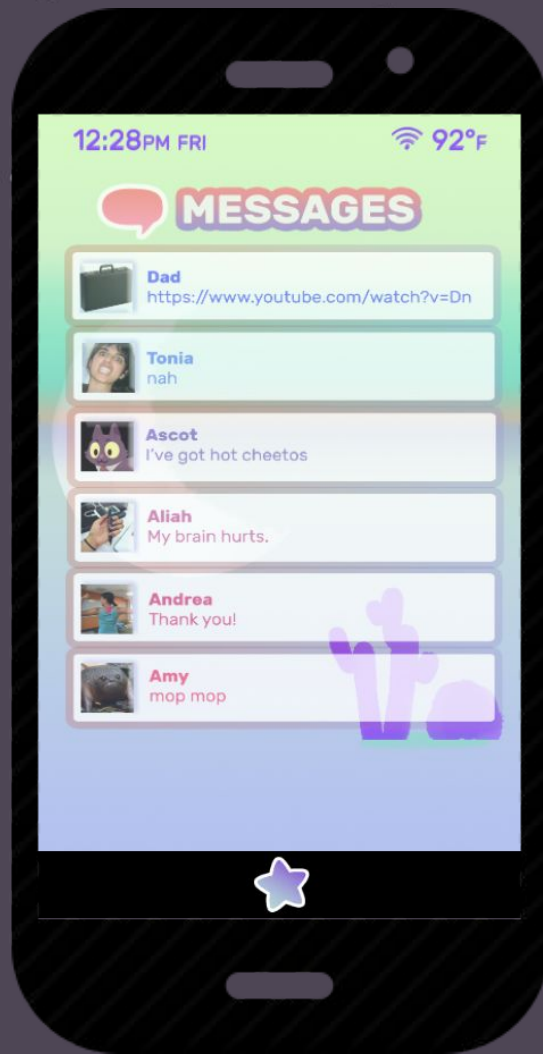 12:28PM FRI 92°F
MESSAGES
Dad
https://www.youtube.com/watch?v=Dn
Tonia
nah
Ascot
I've got hot cheetos
Aliah
My brain hurts.
Andrea
Thank you!
Amy
mop mop